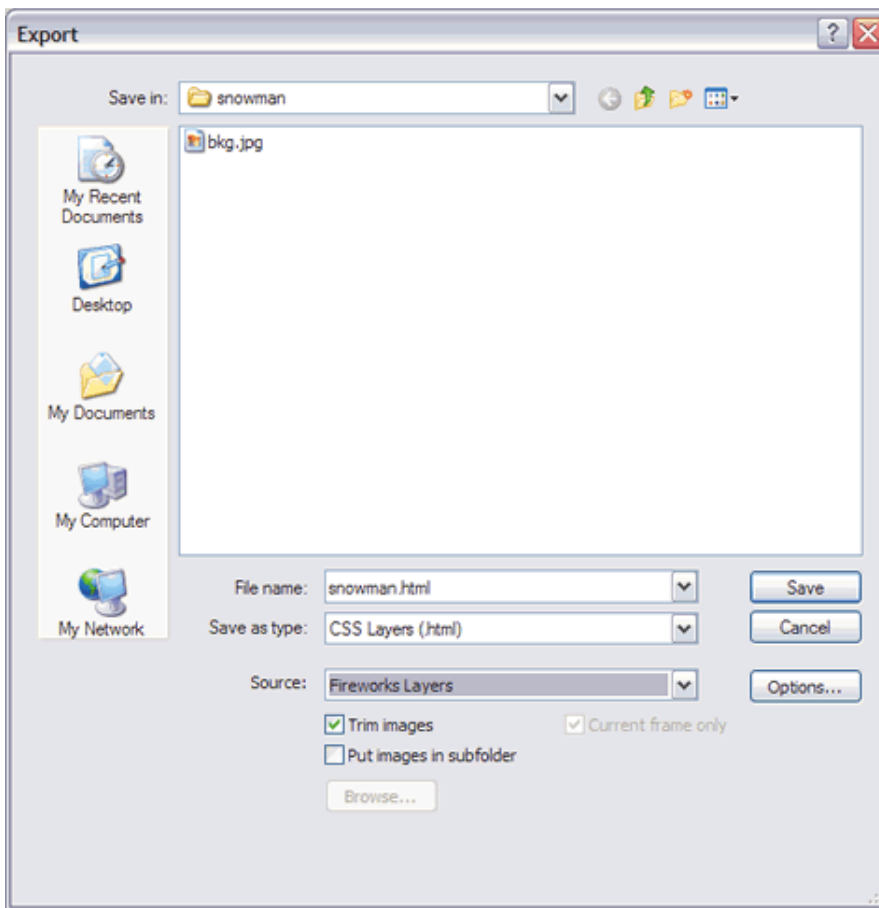 Export
Save in: snowman
bkg.jpg
My Recent
Documents
Desktop
My Documents
My Computer
My Network
File name: snowman.html Save
Save as type: CSS Layers (.html) Cancel
Source: Fireworks Layers Options...
Trim images Current frame only
Put images in subfolder
Browse...